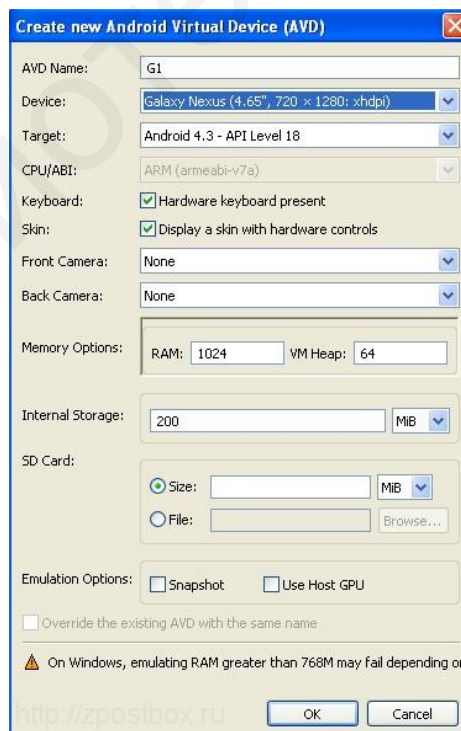 Create new Android Virtual Device (AVD)
AVD Name: G1
Device: Galaxy Nexus (4.65", 720 × 1280: xhdpi)
Target: Android 4.3 - API Level 18
CPU/ABI: ARM (armeabi-v7a)
Keyboard: Hardware keyboard present
Skin: Display a skin with hardware controls
Front Camera: None
Back Camera: None
Memory Options: RAM: 1024 VM Heap: 64
Internal Storage: 200 MiB
SD Card:
Size: MiB
File: Browse...
Emulation Options: Snapshot Use Host GPU
Override the existing AVD with the same name
On Windows, emulating RAM greater than 768M may fail depending
http://zpostbox.ru OK Cancel